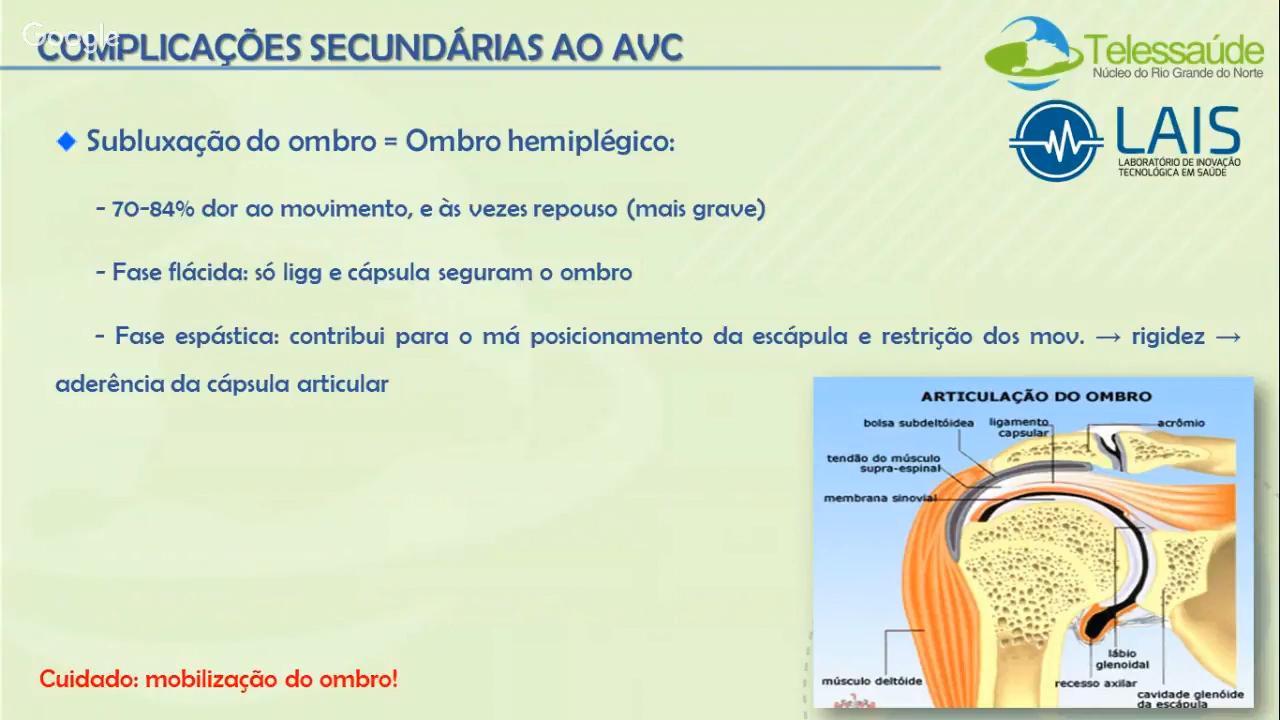 Google
COMPLICAÇÕES SECUNDÁRIAS AO AVC
Telessaúde
Núcleo do Rio Grande do Norte
LAIS
LABORATÓRIO DE INOVAÇÃO
TECNOLÓGICA EM SAÚDE
Subluxação do ombro = Ombro hemiplégico:
- 70-84% dor ao movimento, e às vezes repouso (mais grave)
- Fase flácida: só ligg e cápsula seguram o ombro
- Fase espástica: contribui para o má posicionamento da escápula e restrição dos mov. → rigidez →
aderência da cápsula articular
ARTICULAÇÃO DO OMBRO
bolsa subdeltóidea
ligamento
capsular
acrômio
tendão do músculo
supra-espinal
membrana sinovial
músculo deltóide
lábio
glenoidal
recesso axilar
cavidade glenóide
da escápula
Cuidado: mobilização do ombro!